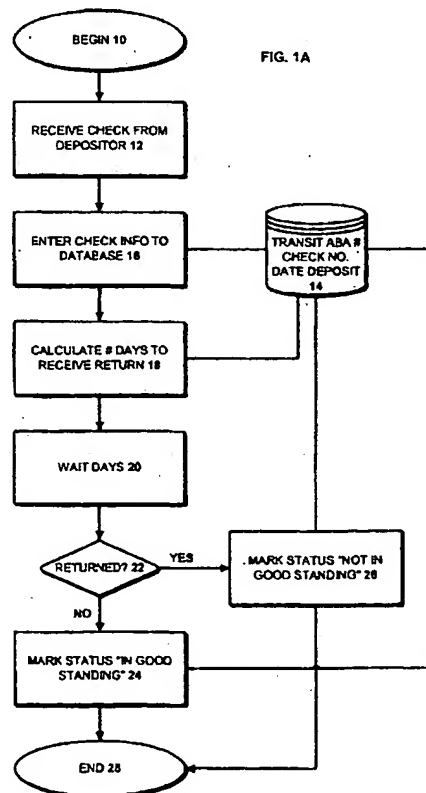 BEGIN 10
FIG. 1A
RECEIVE CHECK FROM
DEPOSITOR 12
ENTER CHECK INFO TO
DATABASE 16
TRANSIT ABA #
CHECK NO.
DATE DEPOSIT
14
CALCULATE # DAYS TO
RECEIVE RETURN 18
WAIT DAYS 20
RETURNED? 22
YES
MARK STATUS "NOT IN
GOOD STANDING" 26
NO
MARK STATUS "IN GOOD
STANDING" 24
END 28